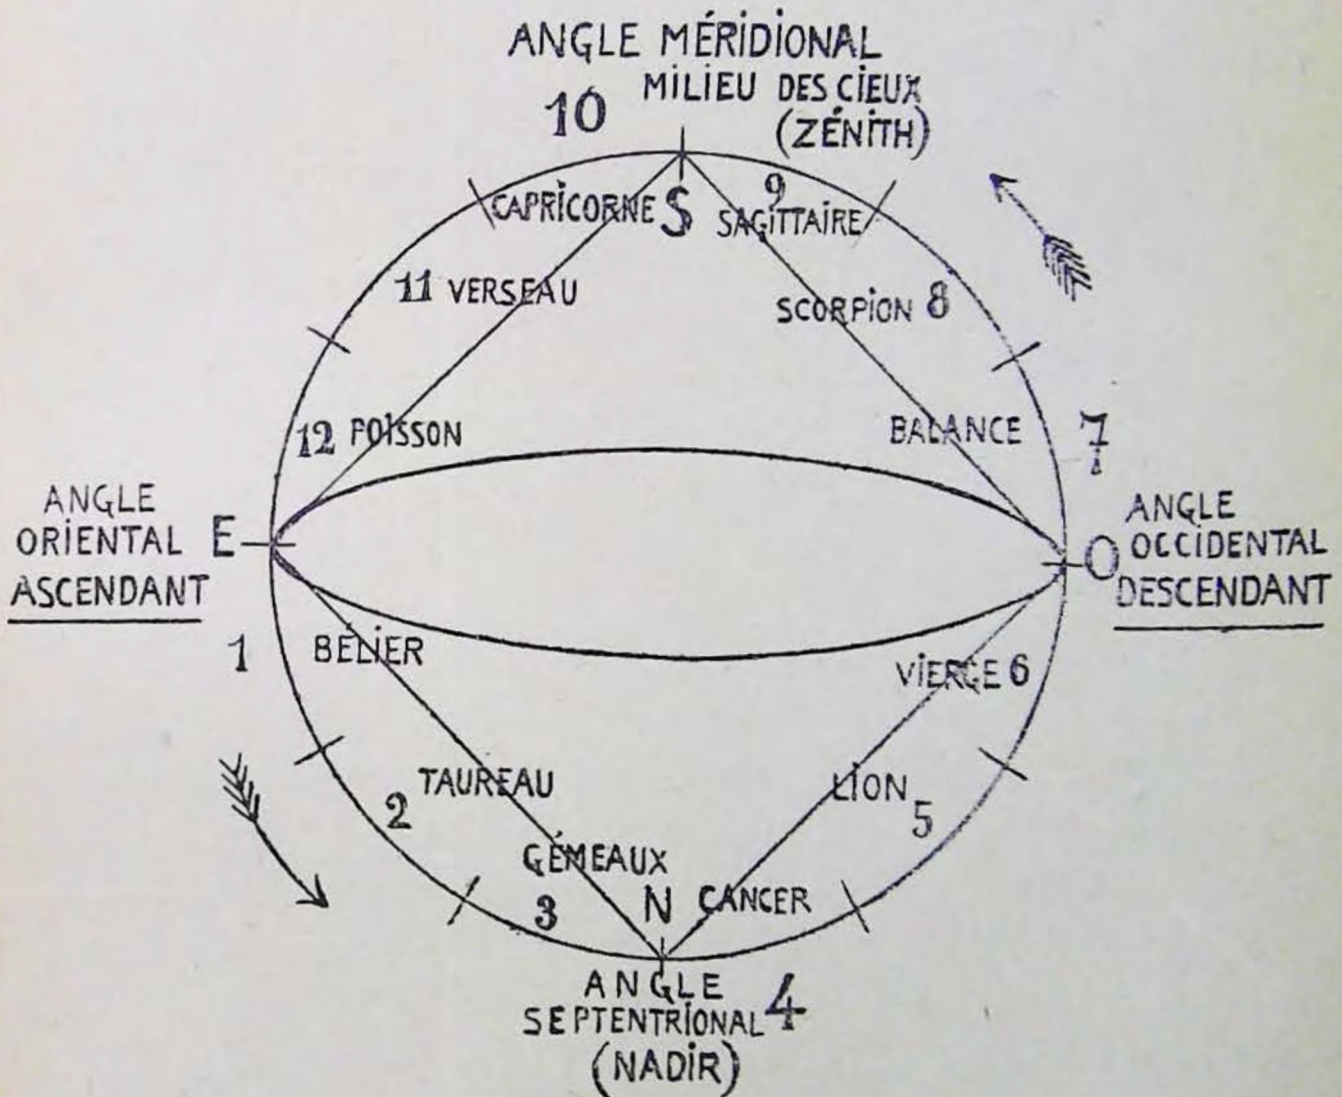 ANGLE MÉRIDIONAL
MILIEU DES CIEUX
(ZÉNITH)
10
9
CAPRICORNE S SAGITTAIRE
11 VERSEAU
SCORPION 8
12 POISSON
BALANCE 7
ANGLE
ORIENTAL E
ASCENDANT
ANGLE
O OCCIDENTAL
DESCENDANT
1 BÉLIER
VIERGE 6
TAUREAU
2
LION
5
GÉMEAUX
3
N CANCER
ANGLE
SEPTENTRIONAL 4
(NADIR)